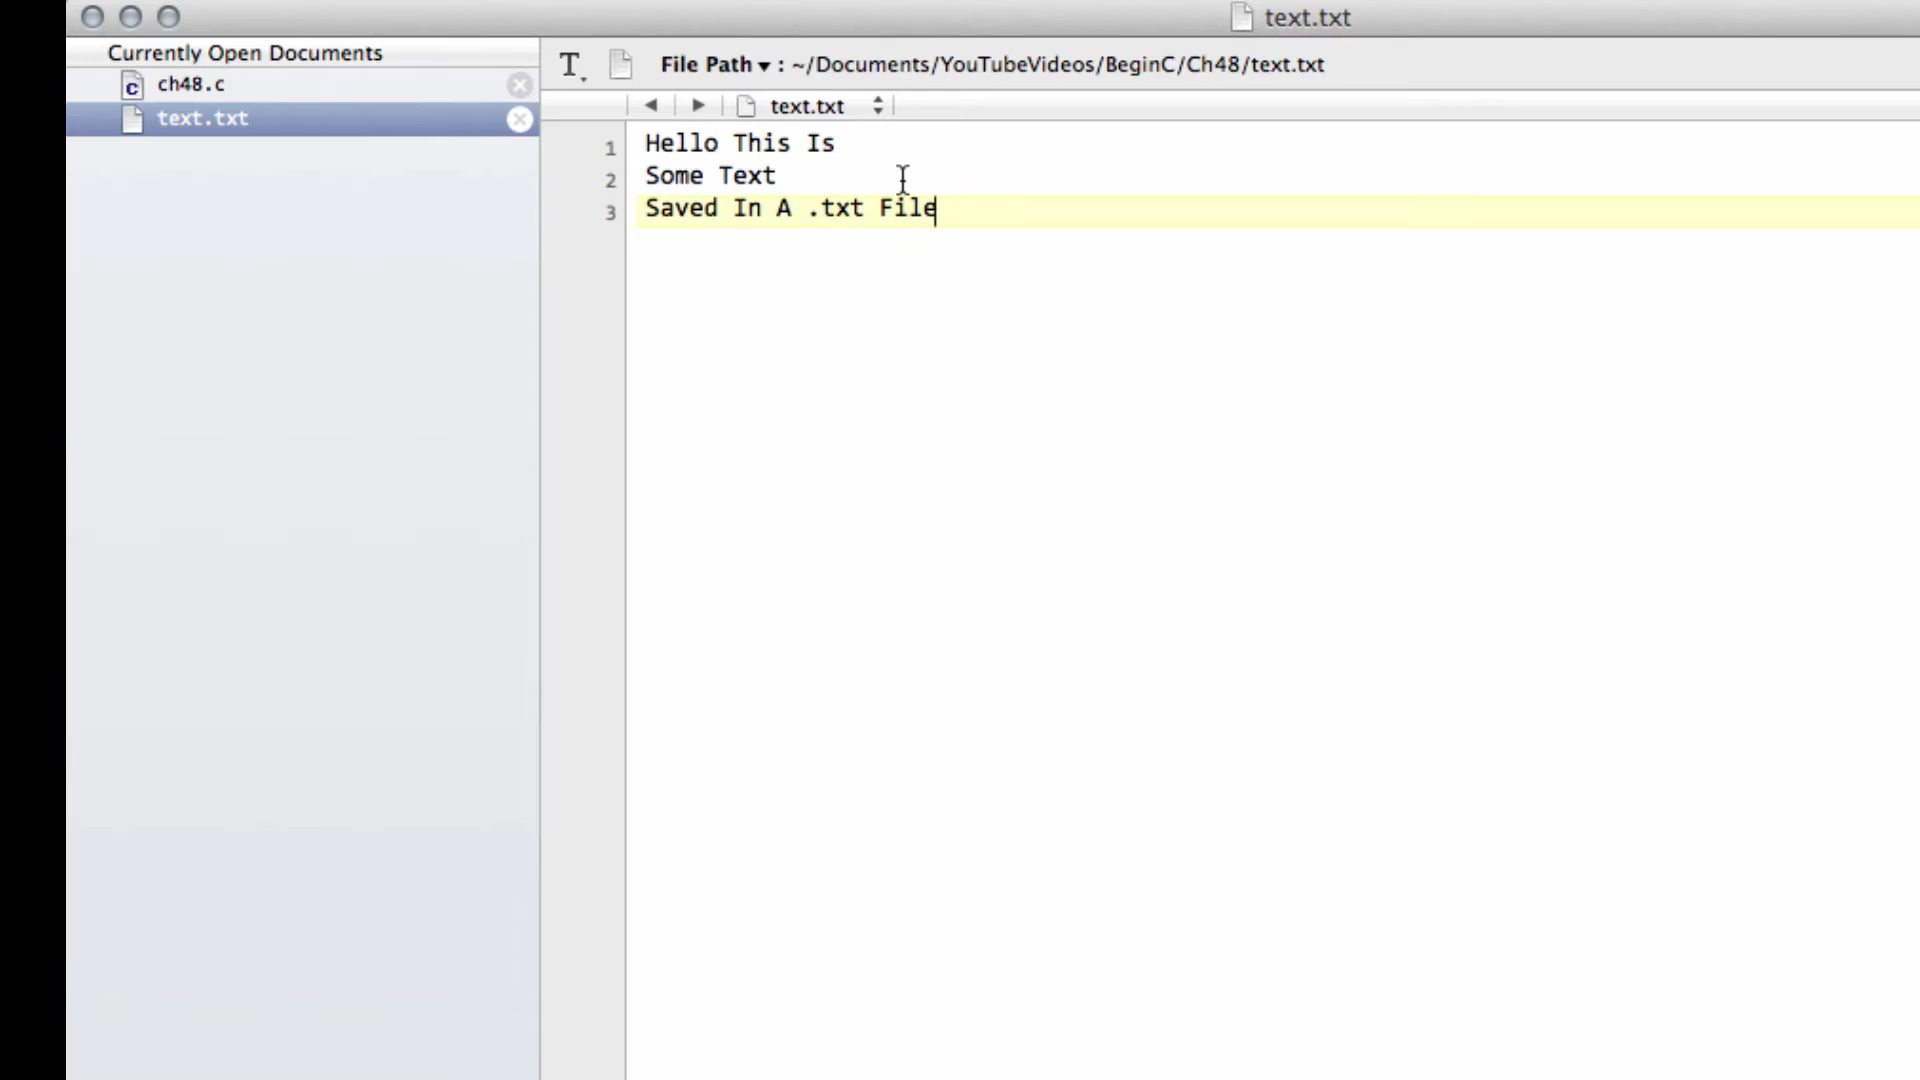 text.txt
Currently Open Documents
ch48.c
text.txt
T
File Path ▾ : ~/Documents/YouTubeVideos/BeginC/Ch48/text.txt
text.txt
1 Hello This Is
2 Some Text
3 Saved In A .txt File